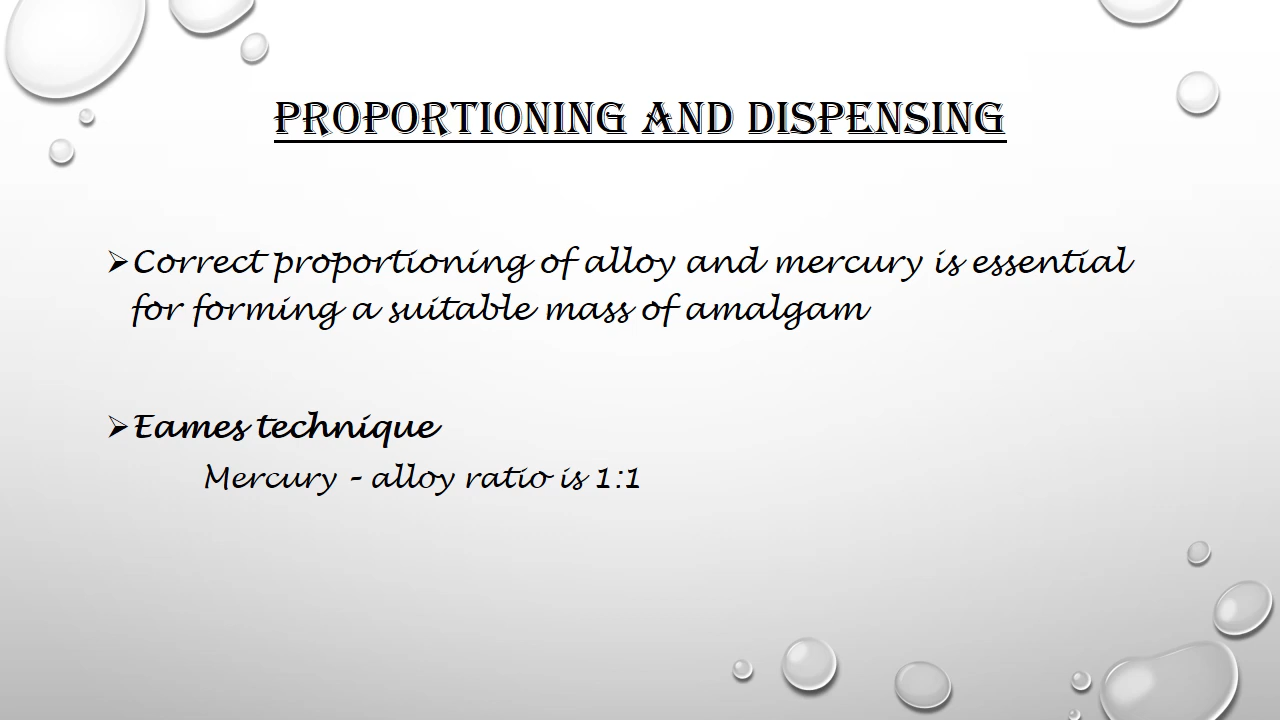 PROPORTIONING AND DISPENSING
➢Correct proportioning of alloy and mercury is essential
for forming a suitable mass of amalgam
➢Eames technique
Mercury – alloy ratio is 1:1